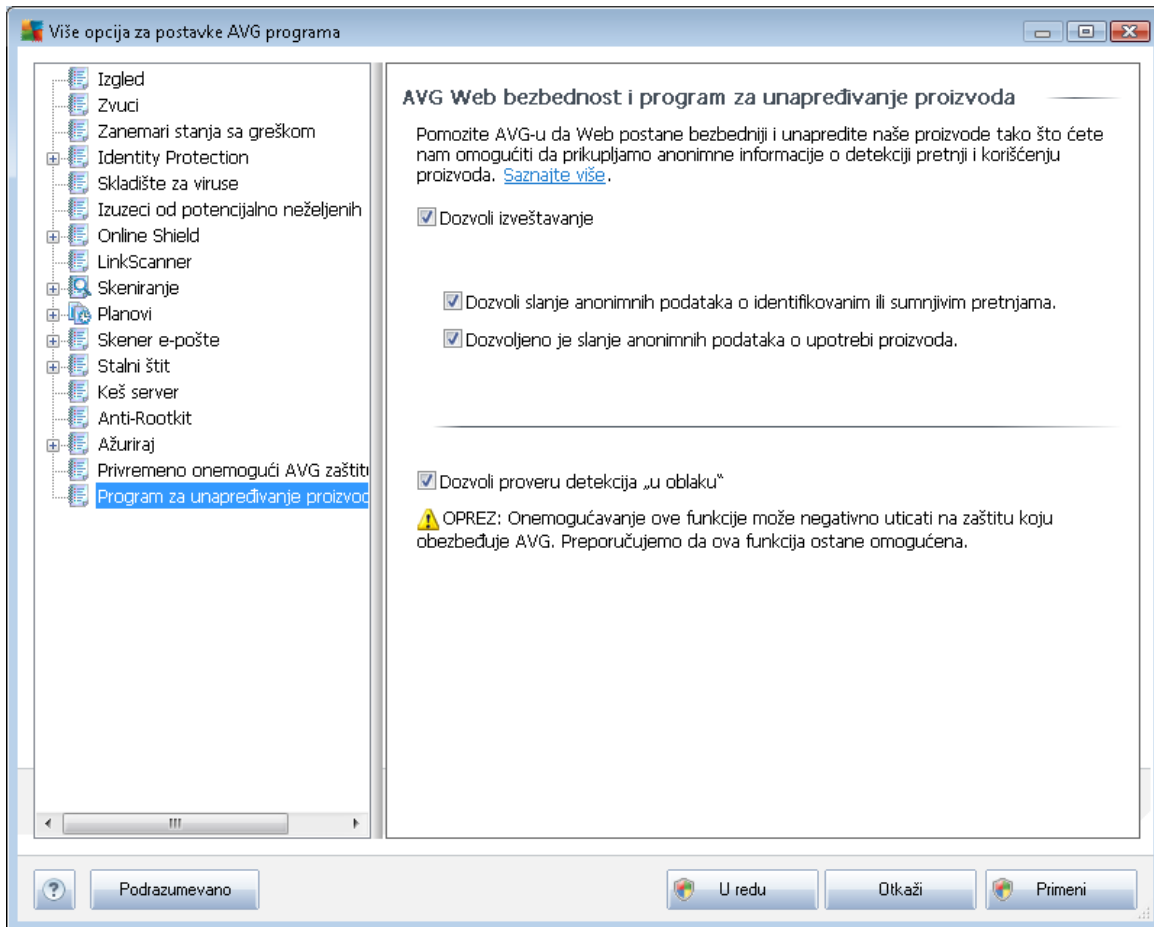 Više opcija za postavke AVG programa
Izgled
Zvuci
Zanemari stanja sa greškom
Identity Protection
Skladište za viruse
Izuzeci od potencijalno neželjenih
Online Shield
LinkScanner
Skeniranje
Planovi
Skener e-pošte
Stalni štit
Keš server
Anti-Rootkit
Ažuriraj
Privremeno onemogući AVG zaštitu
Program za unapređivanje proizvod
AVG Web bezbednost i program za unapređivanje proizvoda
Pomozite AVG-u da Web postane bezbedniji i unapredite naše proizvode tako što ćete
nam omogućiti da prikupljamo anonimne informacije o detekciji pretnji i korišćenju
proizvoda. Saznajte više.
Dozvoli izveštavanje
Dozvoli slanje anonimnih podataka o identifikovanim ili sumnjivim pretnjama.
Dozvoljeno je slanje anonimnih podataka o upotrebi proizvoda.
Dozvoli proveru detekcija „u oblaku“
OPREZ: Onemogućavanje ove funkcije može negativno uticati na zaštitu koju
obezbeđuje AVG. Preporučujemo da ova funkcija ostane omogućena.
?
Podrazumevano
U redu
Otkaži
Primeni